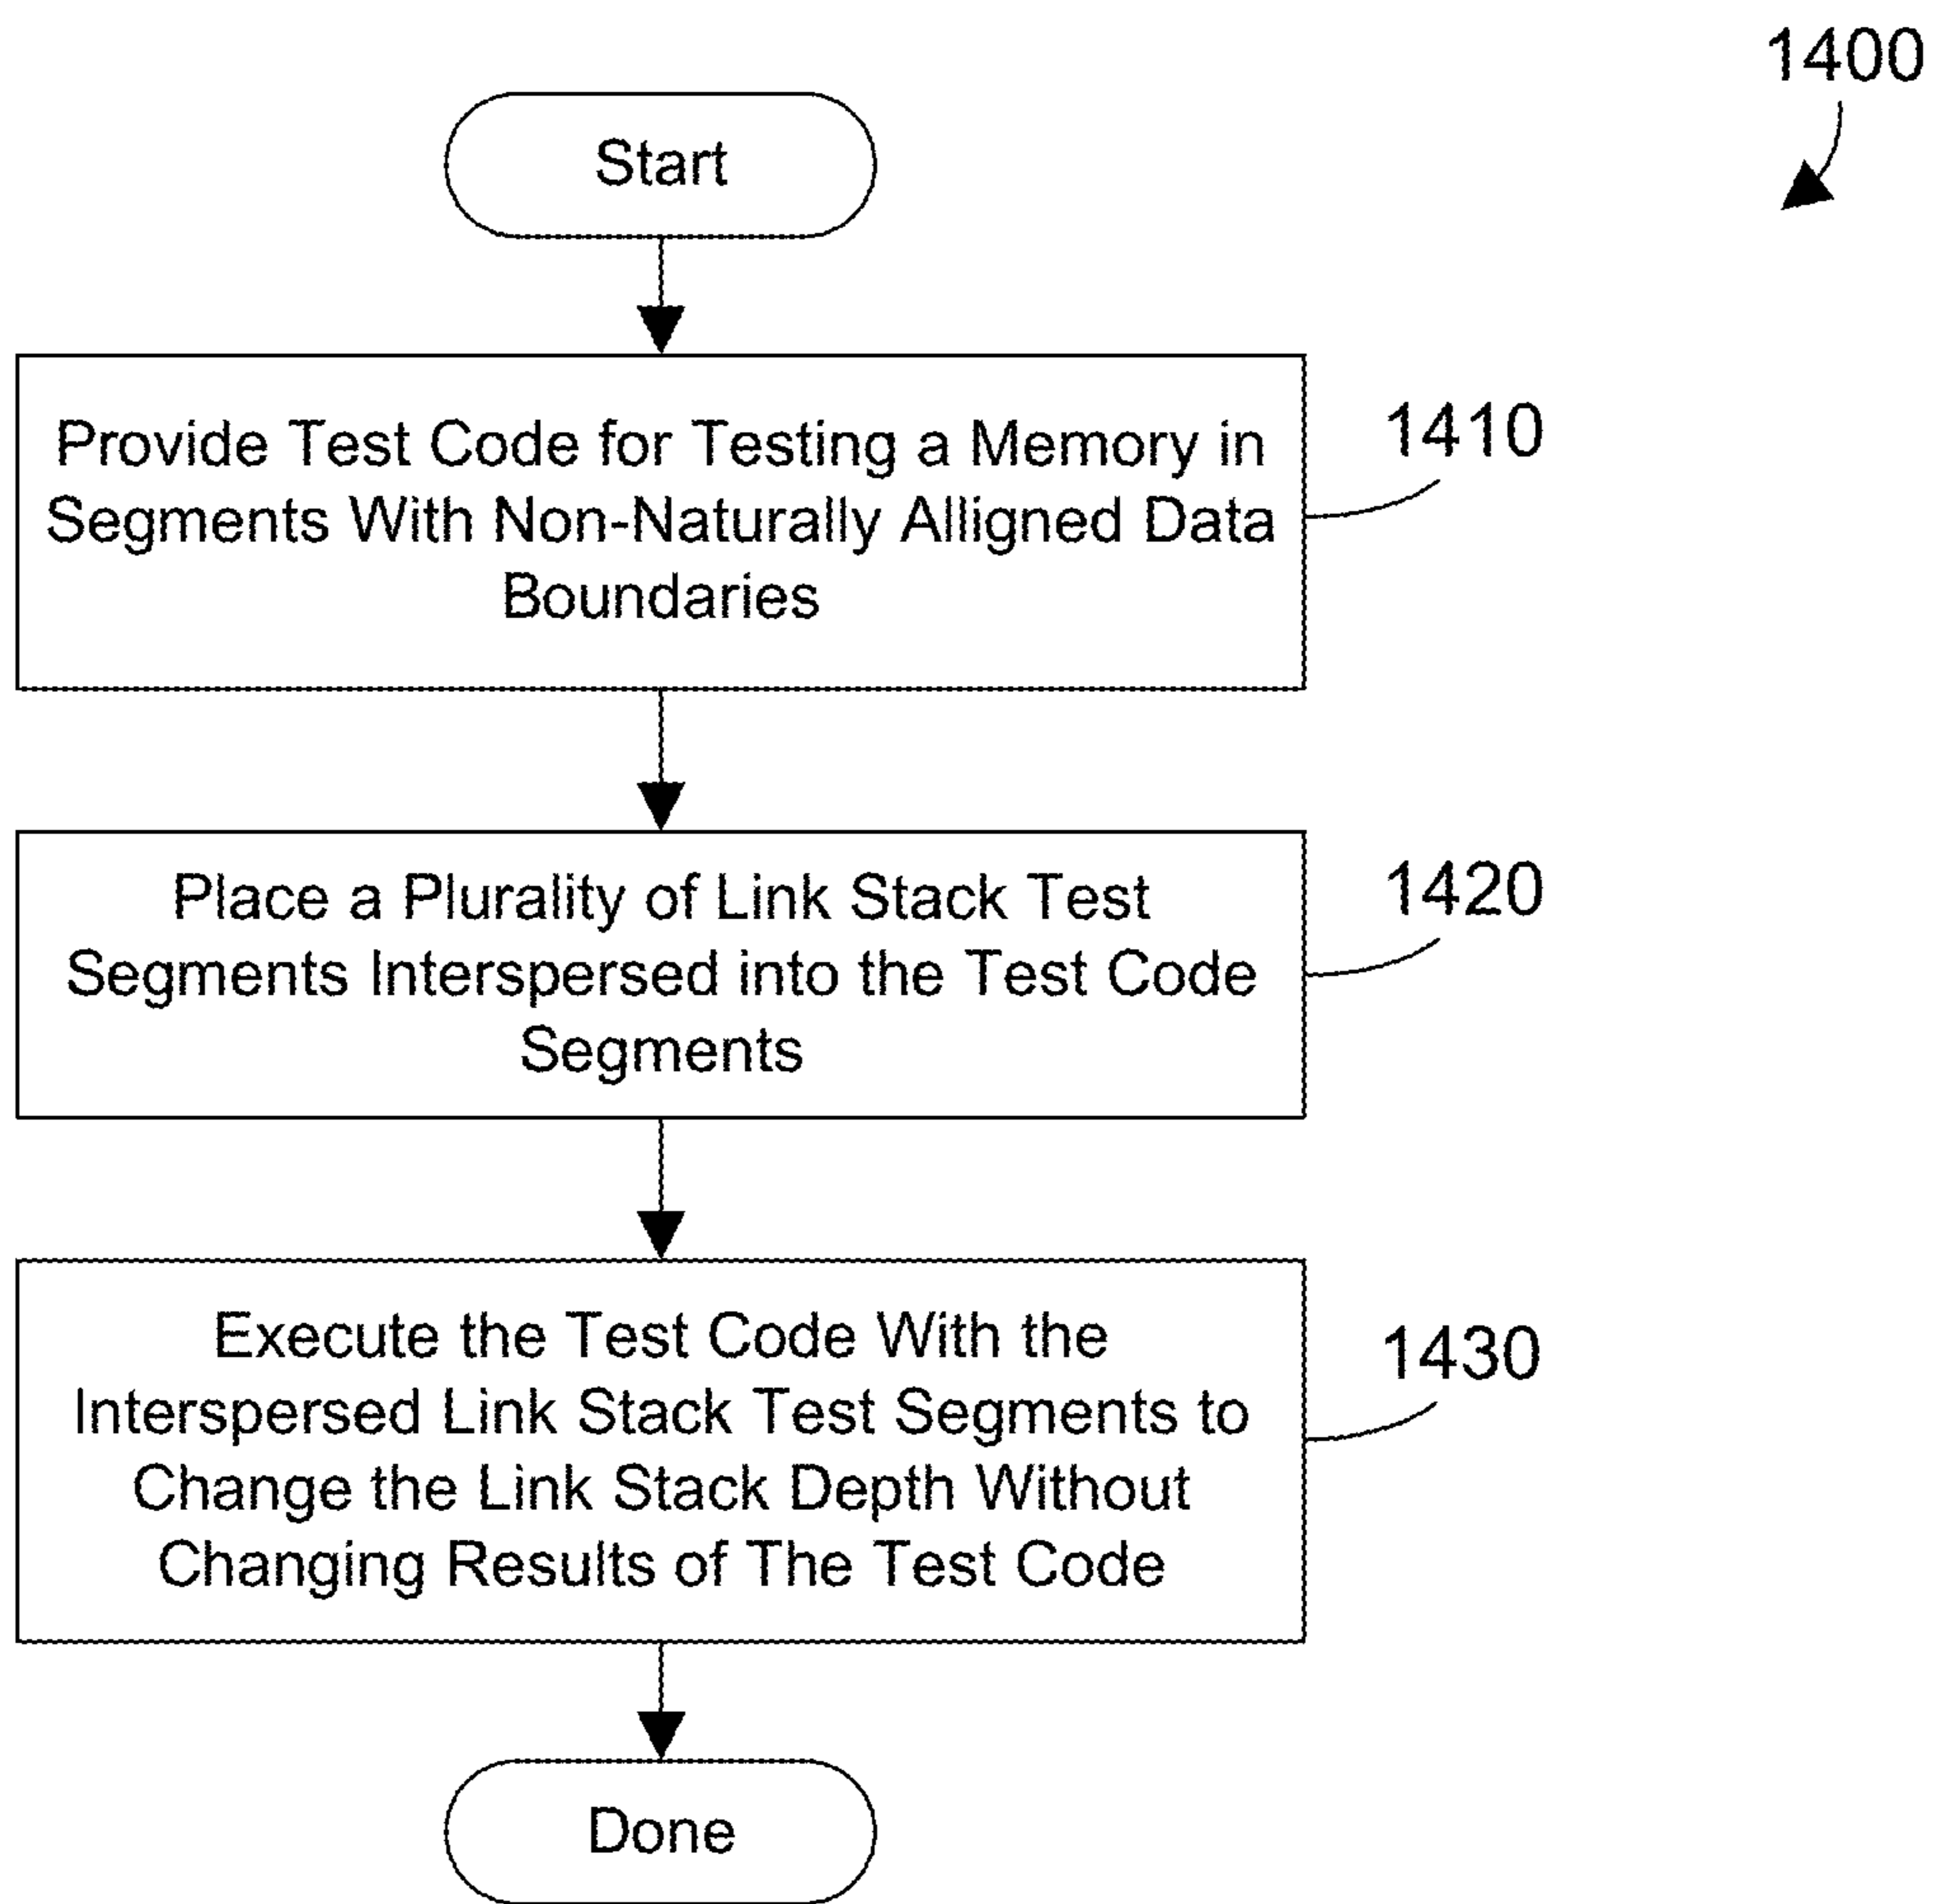 1400
Start
Provide Test Code for Testing a Memory in
Segments With Non-Naturally Alligned Data
Boundaries
1410
Place a Plurality of Link Stack Test
Segments Interspersed into the Test Code
Segments
1420
Execute the Test Code With the
Interspersed Link Stack Test Segments to
Change the Link Stack Depth Without
Changing Results of The Test Code
1430
Done